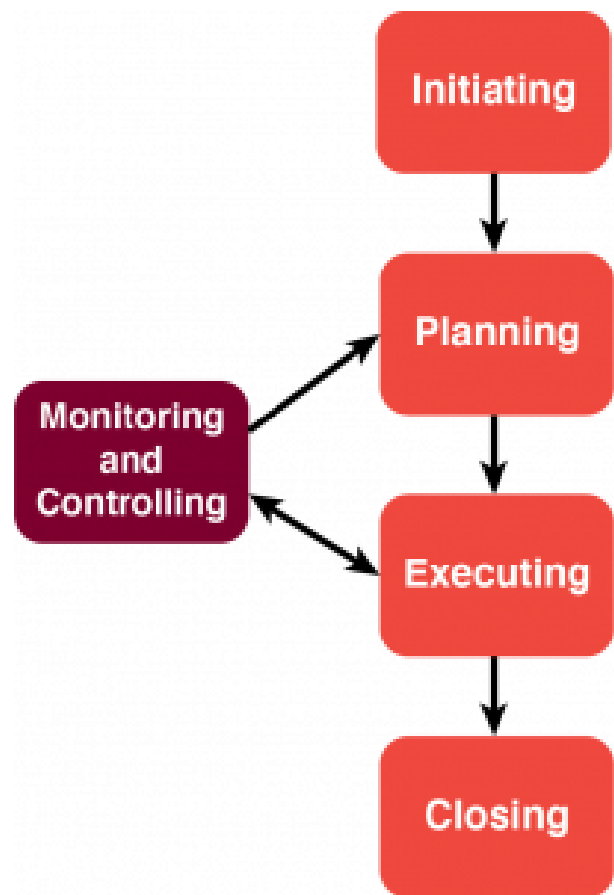 Initiating
Planning
Monitoring
and
Controlling
Executing
Closing